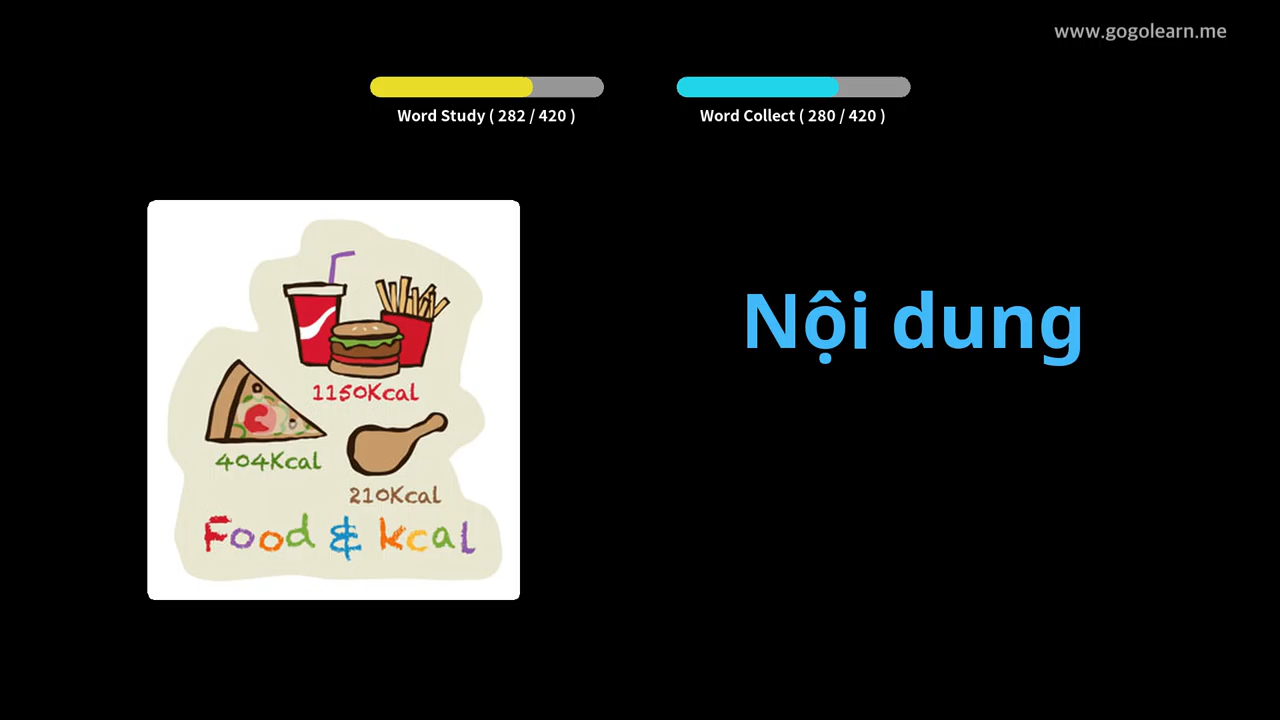 www.gogolearn.me
Word Study ( 282 / 420 )
Word Collect ( 280 / 420 )
Nội dung
1150Kcal
404Kcal
210Kcal
Food & kcal